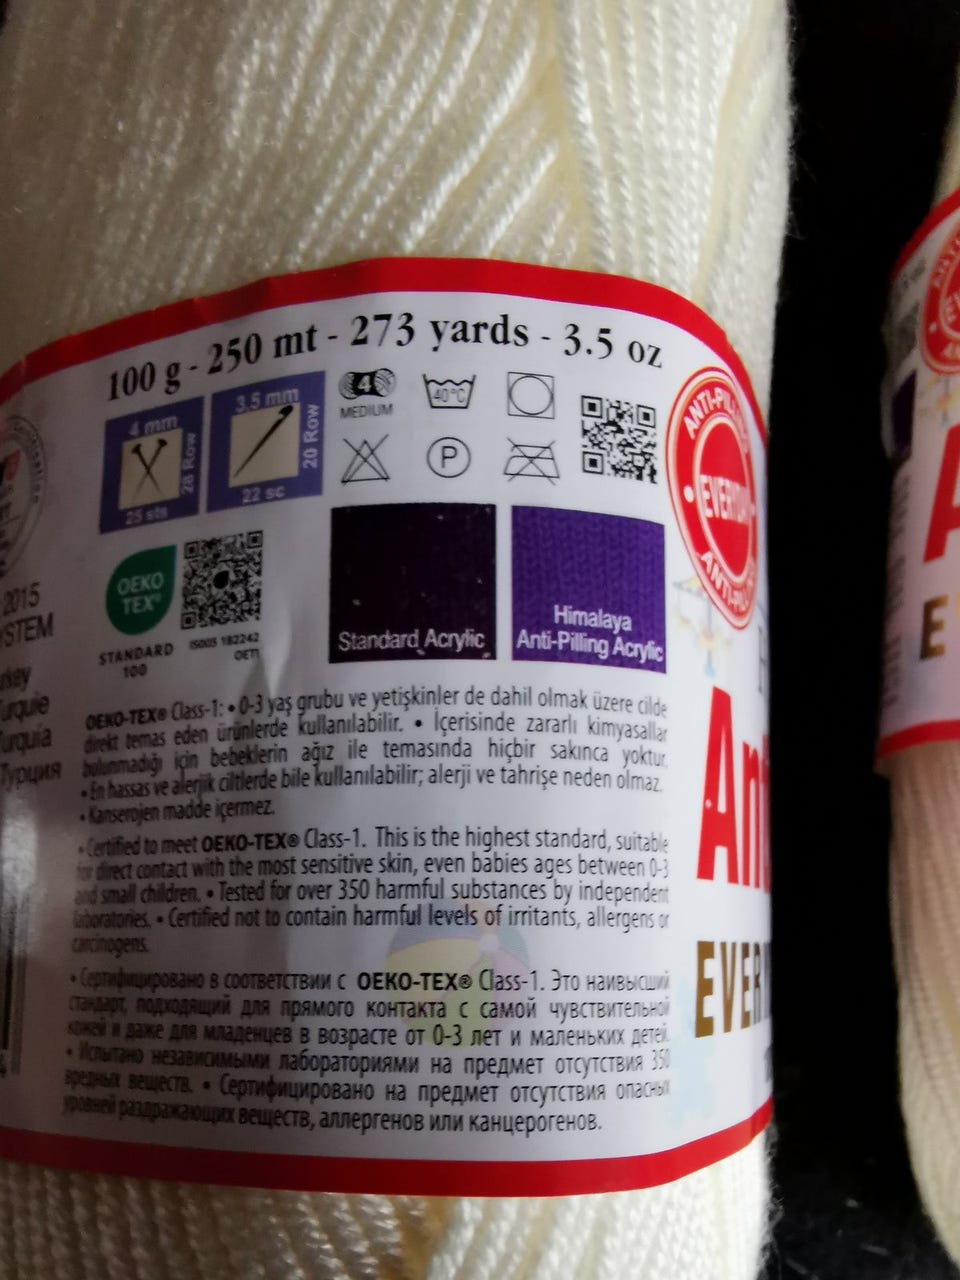 100 g - 250 mt - 273 yards - 3.5 oz
4 mm
28 Row
25 sts
3,5 mm
20 Row
22 sc
4
MEDIUM
40°C
P
ANTI-PILLING
EVERYDAY
OEKO
TEX®
STANDARD
100
IS005 182242
OETI
Standard Acrylic
Himalaya
Anti-Pilling Acrylic
2015
OEKO-TEX® Class-1: • 0-3 yaş grubu ve yetişkinler de dahil olmak üzere cilde
direkt temas eden ürünlerde kullanılabilir. • İçerisinde zararlı kimyasallar
bulunmadığı için bebeklerin ağız ile temasında hiçbir sakınca yoktur.
• En hassas ve alerjik ciltlerde bile kullanılabilir; alerji ve tahrişe neden olmaz.
• Kanserojen madde içermez.
• Certified to meet OEKO-TEX® Class-1. This is the highest standard, suitable
for direct contact with the most sensitive skin, even babies ages between 0-3
and small children. • Tested for over 350 harmful substances by independent
laboratories. • Certified not to contain harmful levels of irritants, allergens or
carcinogens.
• Сертифицировано в соответствии с OEKO-TEX® Class-1. Это наивысший
стандарт, подходящий для прямого контакта с самой чувствительной
кожей и даже для младенцев в возрасте от 0-3 лет и маленьких детей.
• Испытано независимыми лабораториями на предмет отсутствия 350
вредных веществ. • Сертифицировано на предмет отсутствия опасных
уровней раздражающих веществ, аллергенов или канцерогенов.
Ant
EVER